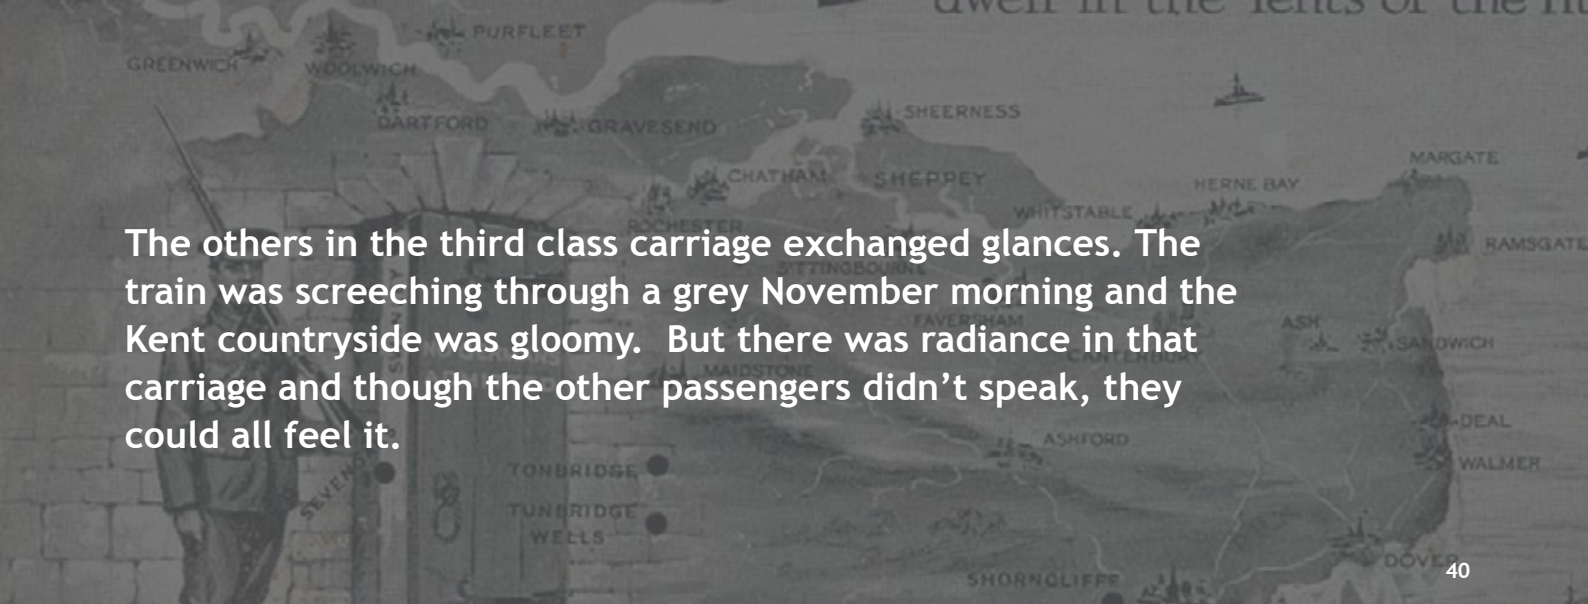 dwell in the Tents of the
PURFLEET
GREENWICH
WOOLWICH
DARTFORD
GRAVESEND
SHEERNESS
CHATHAM
SHEPPEY
MARGATE
HERNE BAY
WHITSTABLE
ROCHESTER
RAMSGATE
The others in the third class carriage exchanged glances. The
train was screeching through a grey November morning and the
Kent countryside was gloomy.  But there was radiance in that
carriage and though the other passengers didn’t speak, they
could all feel it.
SITTINGBOURNE
FAVERSHAM
ASH
SANDWICH
CANTERBURY
MAIDSTONE
DEAL
ASHFORD
WALMER
TONBRIDGE
TUNBRIDGE
WELLS
DOVER
SHORNCLIFFE
40